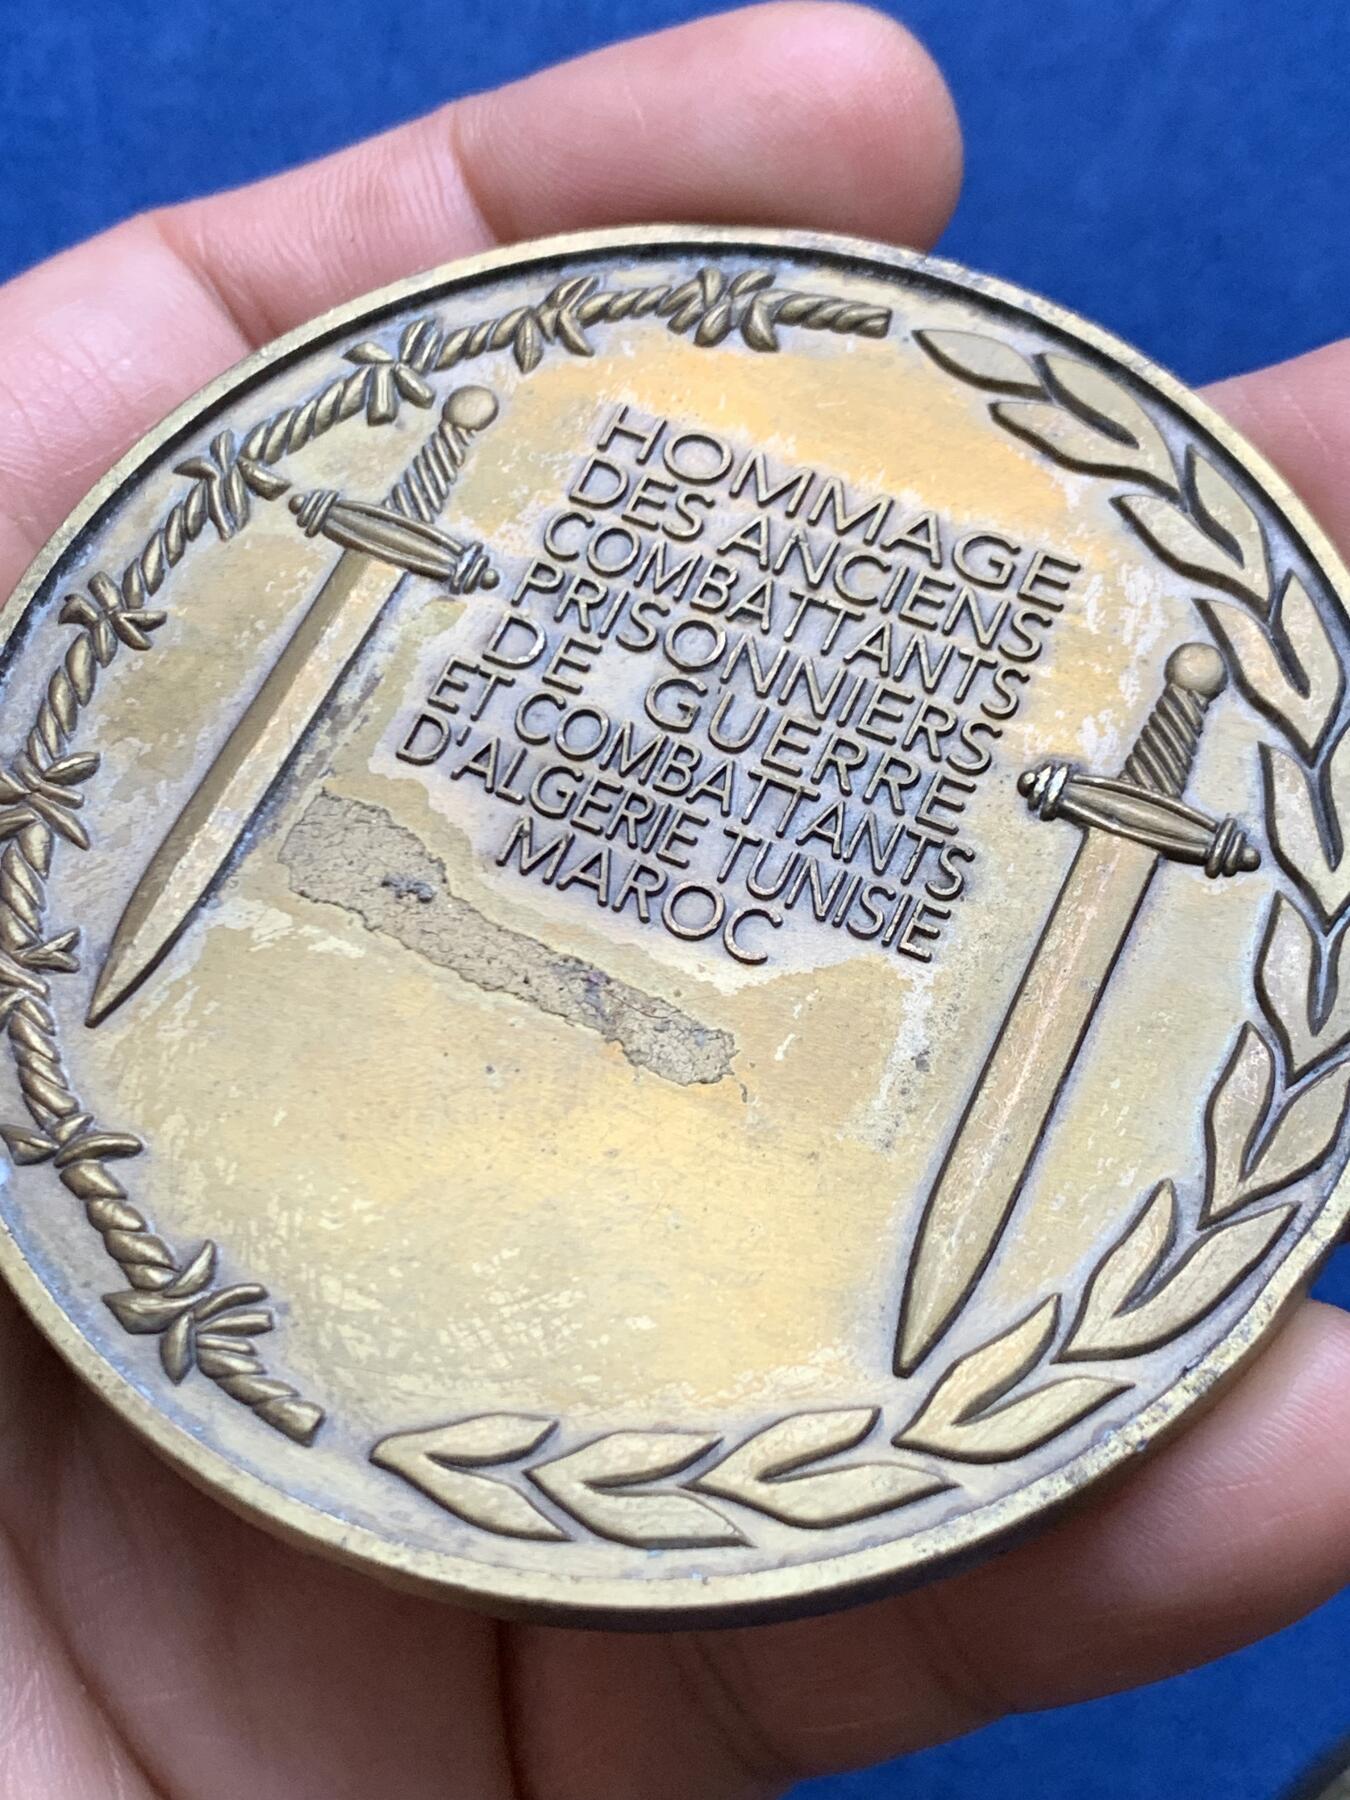 HOMMAGE
DES ANCIENS
COMBATTANTS
PRISONNIERS
DE GUERRE
ET COMBATTANTS
D'ALGERIE TUNISIE
MAROC